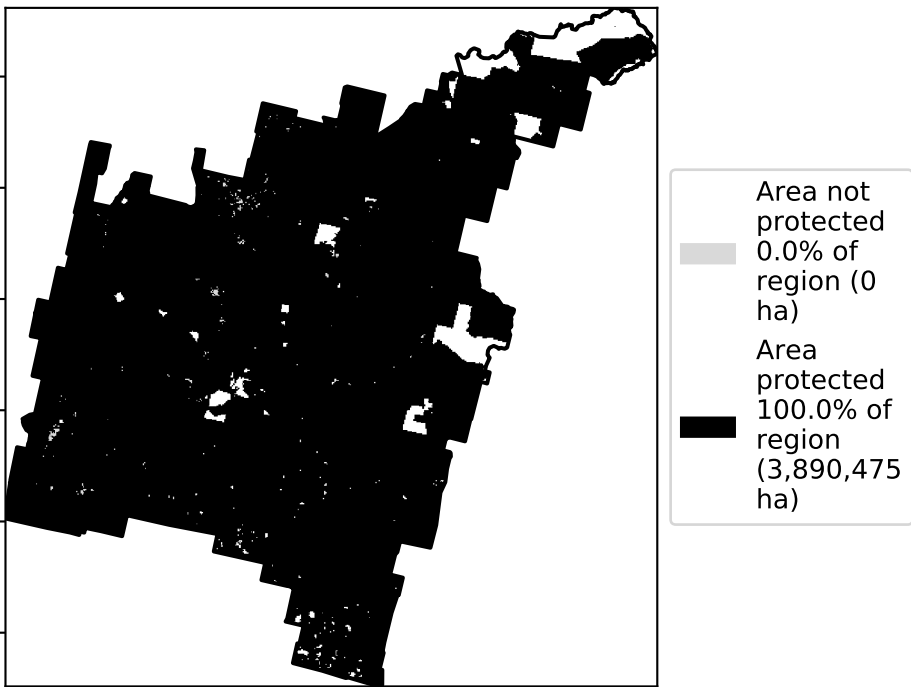 Area not
protected
0.0% of
region (0
ha)
Area
protected
100.0% of
region
(3,890,475
ha)